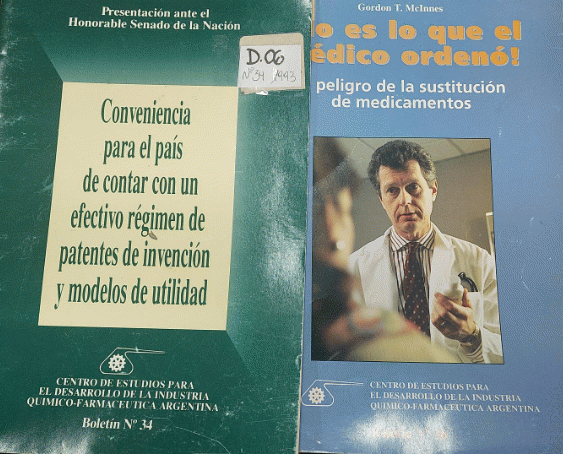 Presentación ante el
Honorable Senado de la Nación
D.06
Nº34 1993
Conveniencia
para el país
de contar con un
efectivo régimen de
patentes de invención
y modelos de utilidad
CENTRO DE ESTUDIOS PARA
EL DESARROLLO DE LA INDUSTRIA
QUIMICO-FARMACEUTICA ARGENTINA
Boletín Nº 34
Gordon T. McInnes
o es lo que el
édico ordenó!
peligro de la sustitución
de medicamentos
CENTRO DE ESTUDIOS PARA
EL DESARROLLO DE LA INDUSTRIA
QUIMICO-FARMACEUTICA ARGENTINA